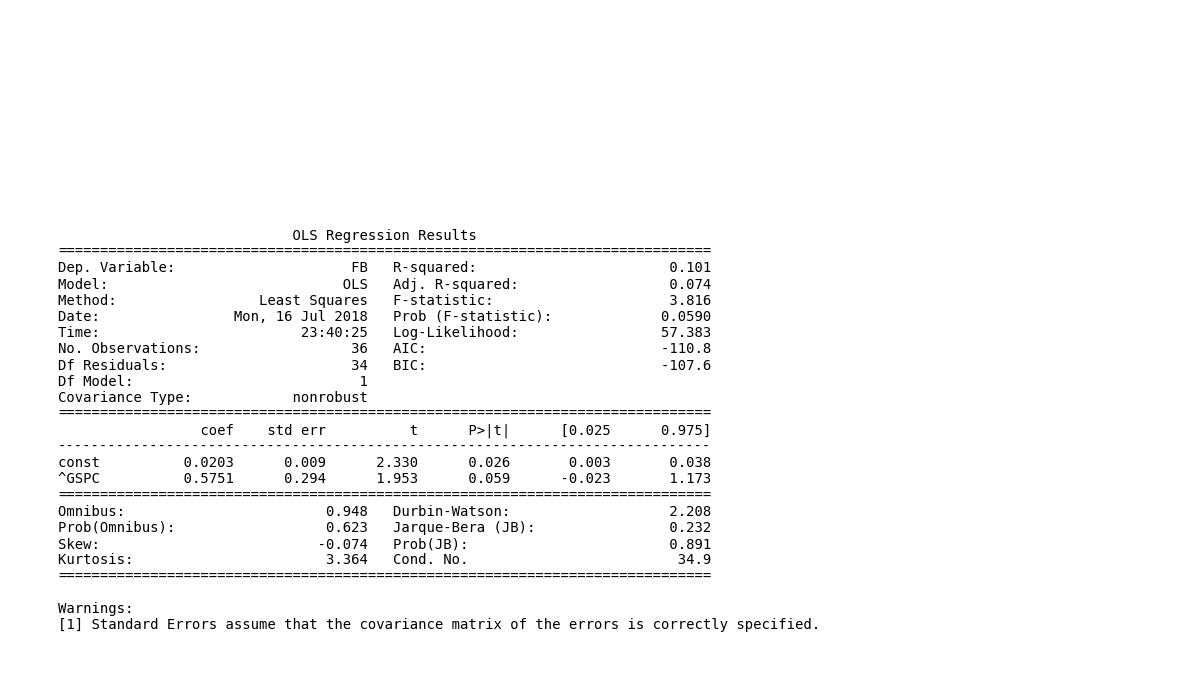 OLS Regression Results
==============================================================================
Dep. Variable:                     FB   R-squared:                       0.101
Model:                            OLS   Adj. R-squared:                  0.074
Method:                 Least Squares   F-statistic:                     3.816
Date:                Mon, 16 Jul 2018   Prob (F-statistic):             0.0590
Time:                        23:40:25   Log-Likelihood:                 57.383
No. Observations:                  36   AIC:                            -110.8
Df Residuals:                      34   BIC:                            -107.6
Df Model:                           1
Covariance Type:            nonrobust
==============================================================================
                 coef    std err          t      P>|t|      [0.025      0.975]
------------------------------------------------------------------------------
const          0.0203      0.009      2.330      0.026       0.003       0.038
^GSPC          0.5751      0.294      1.953      0.059      -0.023       1.173
==============================================================================
Omnibus:                        0.948   Durbin-Watson:                   2.208
Prob(Omnibus):                  0.623   Jarque-Bera (JB):                0.232
Skew:                          -0.074   Prob(JB):                        0.891
Kurtosis:                       3.364   Cond. No.                         34.9
==============================================================================
Warnings:
[1] Standard Errors assume that the covariance matrix of the errors is correctly specified.